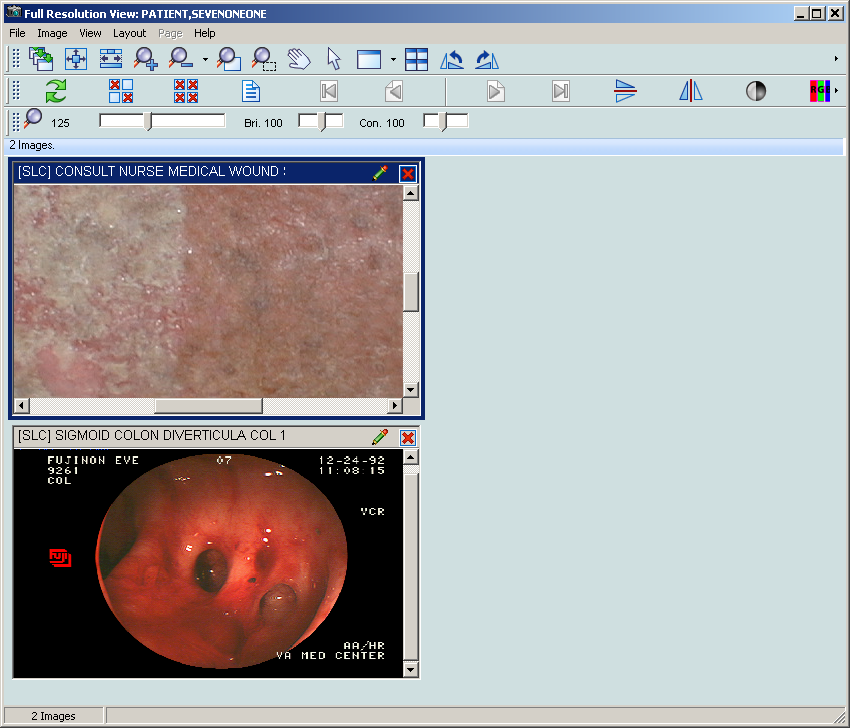 Full Resolution View: PATIENT,SEVENONEONE
File Image View Layout Page Help
RGB
125 Bri. 100 Con. 100
2 Images.
[SLC] CONSULT NURSE MEDICAL WOUND
[SLC] SIGMOID COLON DIVERTICULA COL 1
FUJINON EVE 07 12-24-92
9261 11:08:15
COL
VCR
Fuji
AA/HR
VA MED CENTER
2 Images